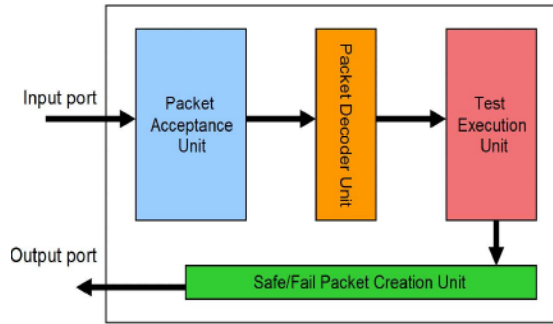 Input port
Packet
Acceptance
Unit
Packet Decoder Unit
Test
Execution
Unit
Output port
Safe/Fail Packet Creation Unit